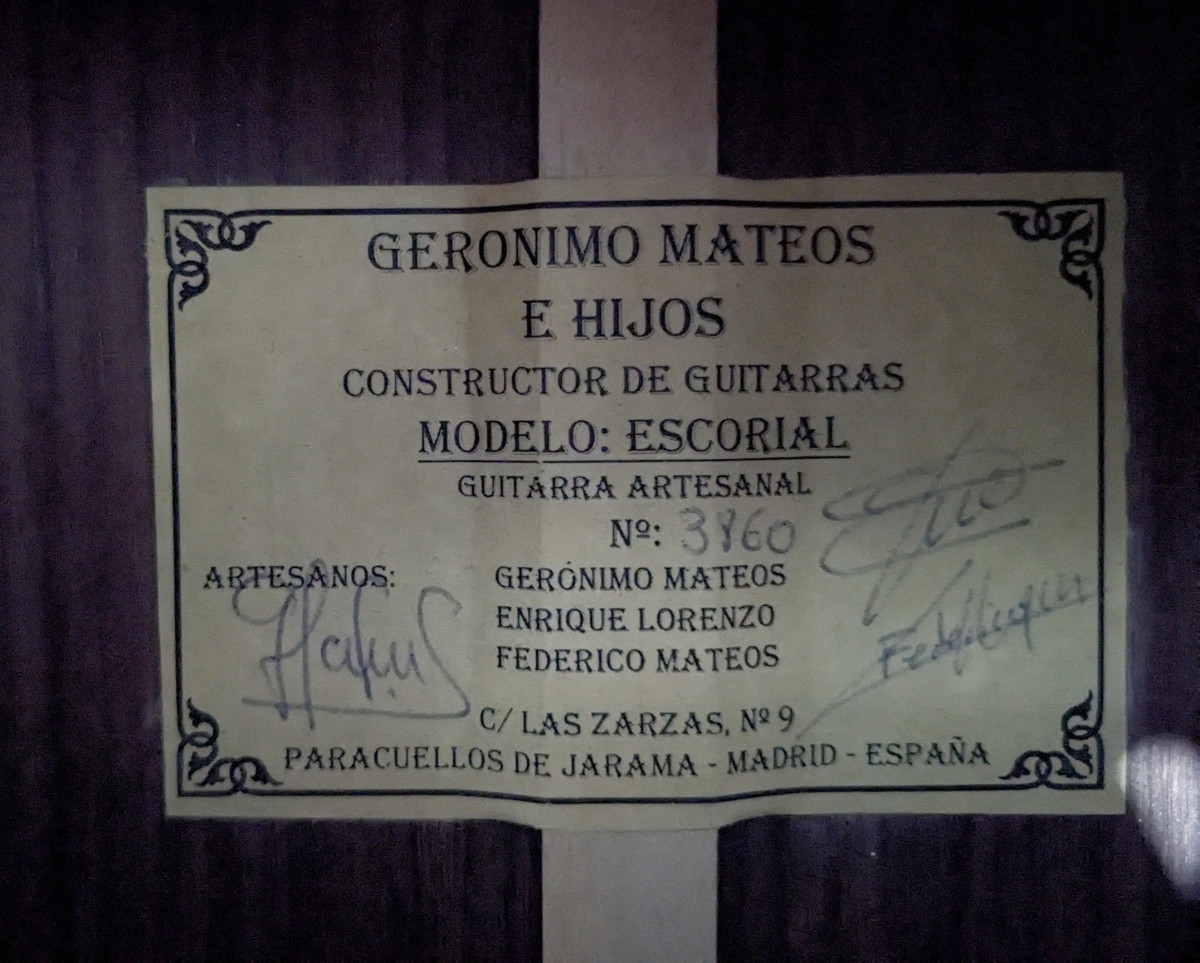 GERONIMO MATEOS
E HIJOS
CONSTRUCTOR DE GUITARRAS
MODELO: ESCORIAL
GUITARRA ARTESANAL
Nº: 3860
ARTESANOS: GERÓNIMO MATEOS
ENRIQUE LORENZO
FEDERICO MATEOS
C/ LAS ZARZAS, Nº 9
PARACUELLOS DE JARAMA - MADRID - ESPAÑA